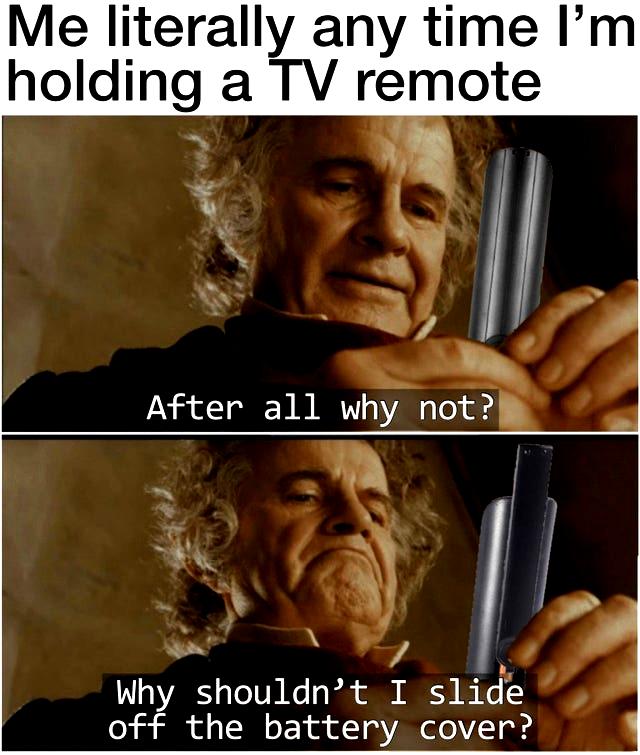 Me literally any time I’m
holding a TV remote
After all why not?
Why shouldn’t I slide
off the battery cover?